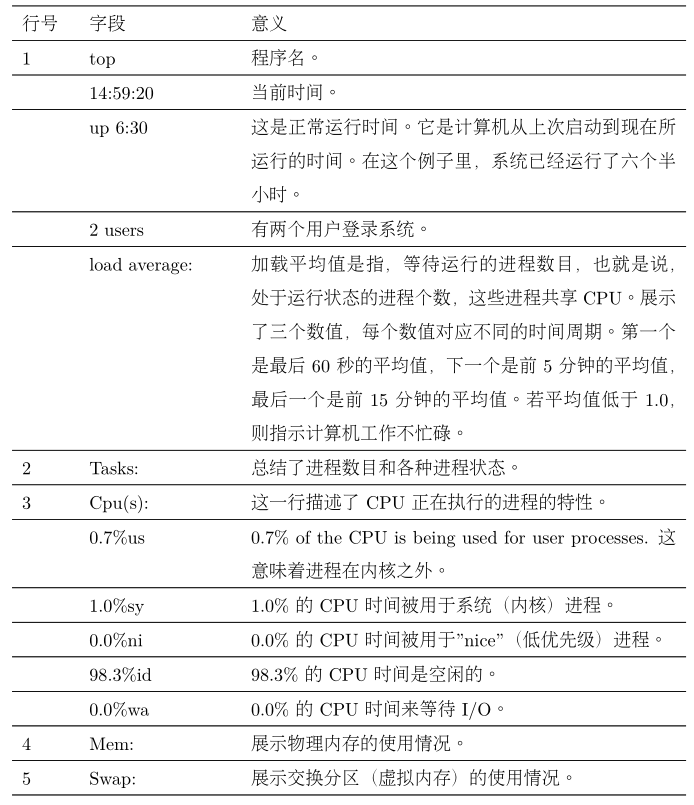 行号 字段 意义
1 top 程序名。
14:59:20 当前时间。
up 6:30 这是正常运行时间。它是计算机从上次启动到现在所
运行的时间。在这个例子里，系统已经运行了六个半
小时。
2 users 有两个用户登录系统。
load average: 加载平均值是指，等待运行的进程数目，也就是说，
处于运行状态的进程个数，这些进程共享 CPU。展示
了三个数值，每个数值对应不同的时间周期。第一个
是最后 60 秒的平均值，下一个是前 5 分钟的平均值，
最后一个是前 15 分钟的平均值。若平均值低于 1.0，
则指示计算机工作不忙碌。
2 Tasks: 总结了进程数目和各种进程状态。
3 Cpu(s): 这一行描述了 CPU 正在执行的进程的特性。
0.7%us 0.7% of the CPU is being used for user processes. 这
意味着进程在内核之外。
1.0%sy 1.0% 的 CPU 时间被用于系统（内核）进程。
0.0%ni 0.0% 的 CPU 时间被用于”nice”（低优先级）进程。
98.3%id 98.3% 的 CPU 时间是空闲的。
0.0%wa 0.0% 的 CPU 时间来等待 I/O。
4 Mem: 展示物理内存的使用情况。
5 Swap: 展示交换分区（虚拟内存）的使用情况。